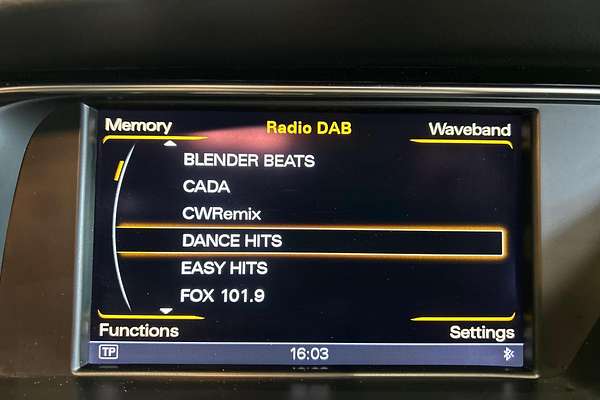 Memory
Radio DAB
Waveband
BLENDER BEATS
CADA
CWRemix
DANCE HITS
EASY HITS
FOX 101.9
Functions
Settings
TP
16:03